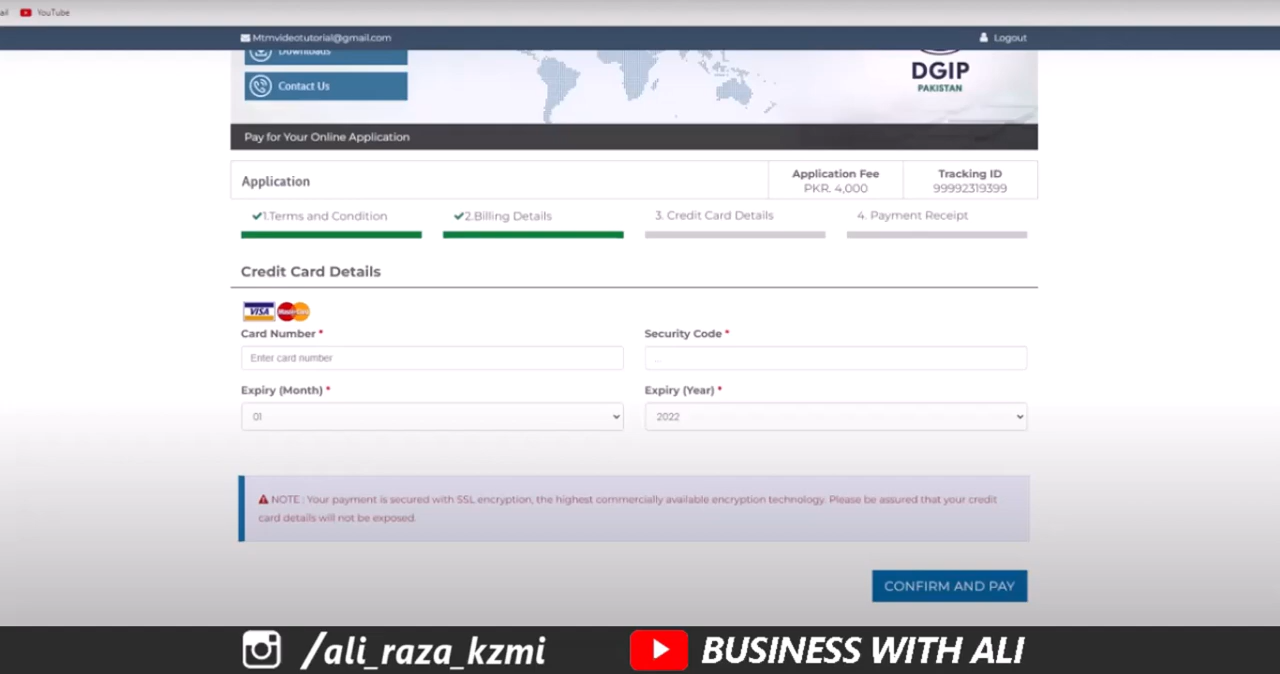 ail YouTube
Mtmvideotutorial@gmail.com Logout
Downloads
Contact Us
DGIP
PAKISTAN
Pay for Your Online Application
Application
Application Fee
PKR. 4,000
Tracking ID
99992319399
1.Terms and Condition 2.Billing Details 3. Credit Card Details 4. Payment Receipt
Credit Card Details
VISA MasterCard
Card Number * Security Code *
Enter card number
Expiry (Month) * Expiry (Year) *
01 2022
NOTE : Your payment is secured with SSL encryption, the highest commercially available encryption technology. Please be assured that your credit
card details will not be exposed.
CONFIRM AND PAY
/ali_raza_kzmi BUSINESS WITH ALI